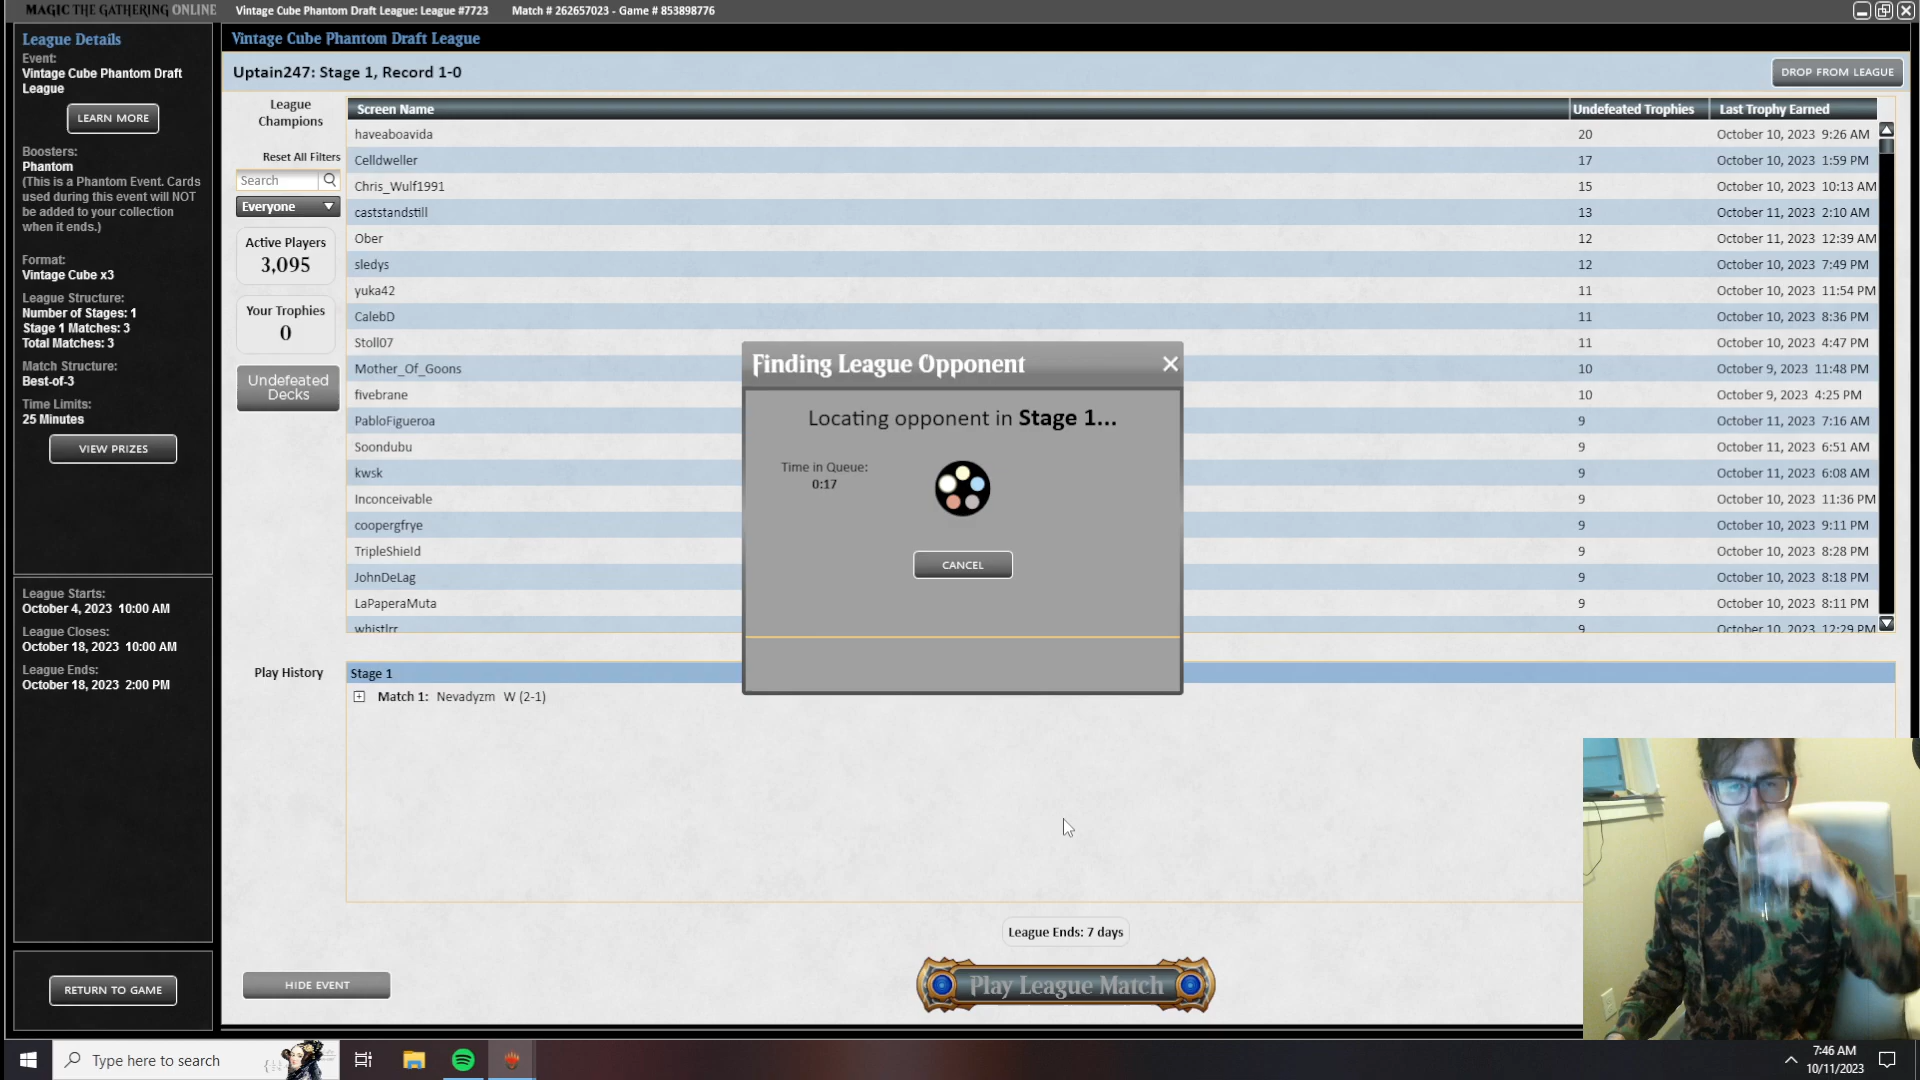 MAGIC THE GATHERING ONLINE
Vintage Cube Phantom Draft League: League #7723
Match # 262657023 - Game # 853898776
League Details
Event:
Vintage Cube Phantom Draft
League
LEARN MORE
Boosters:
Phantom
(This is a Phantom Event. Cards
used during this event will NOT
be added to your collection
when it ends.)
Format:
Vintage Cube x3
League Structure:
Number of Stages: 1
Stage 1 Matches: 3
Total Matches: 3
Match Structure:
Best-of-3
Time Limits:
25 Minutes
VIEW PRIZES
League Starts:
October 4, 2023 10:00 AM
League Closes:
October 18, 2023 10:00 AM
League Ends:
October 18, 2023 2:00 PM
RETURN TO GAME
Vintage Cube Phantom Draft League
Uptain247: Stage 1, Record 1-0
DROP FROM LEAGUE
League
Champions
Reset All Filters
Search
Everyone
Active Players
3,095
Your Trophies
0
Undefeated
Decks
Screen Name Undefeated Trophies Last Trophy Earned
haveaboavida 20 October 10, 2023 9:26 AM
Celldweller 17 October 10, 2023 1:59 PM
Chris_Wulf1991 15 October 10, 2023 10:13 AM
caststandstill 13 October 11, 2023 2:10 AM
Ober 12 October 11, 2023 12:39 AM
sledys 12 October 10, 2023 7:49 PM
yuka42 11 October 10, 2023 11:54 PM
CalebD 11 October 10, 2023 8:36 PM
Stoll07 11 October 10, 2023 4:47 PM
Mother_Of_Goons 10 October 9, 2023 11:48 PM
fivebrane 10 October 9, 2023 4:25 PM
PabloFigueroa 9 October 11, 2023 7:16 AM
Soondubu 9 October 11, 2023 6:51 AM
kwsk 9 October 11, 2023 6:08 AM
Inconceivable 9 October 10, 2023 11:36 PM
coopergfrye 9 October 10, 2023 9:11 PM
TripleShield 9 October 10, 2023 8:28 PM
JohnDeLag 9 October 10, 2023 8:18 PM
LaPaperaMuta 9 October 10, 2023 8:11 PM
whistlrr 9 October 10, 2023 12:29 PM
Finding League Opponent
Locating opponent in Stage 1...
Time in Queue:
0:17
CANCEL
Play History
Stage 1
Match 1: Nevadyzm W (2-1)
League Ends: 7 days
HIDE EVENT
Play League Match
Type here to search
7:46 AM
10/11/2023